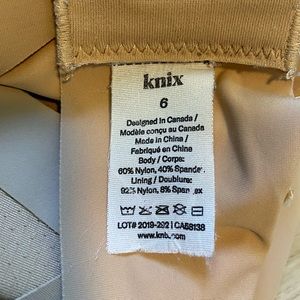 knix
6
Designed in Canada /
Modèle conçu au Canada
Made in China /
Fabriqué en China
Body / Corps:
60% Nylon, 40% Spandex
Lining / Doublure:
92% Nylon, 8% Spandex
LOT# 2019-292 | CA58138
www.knix.com